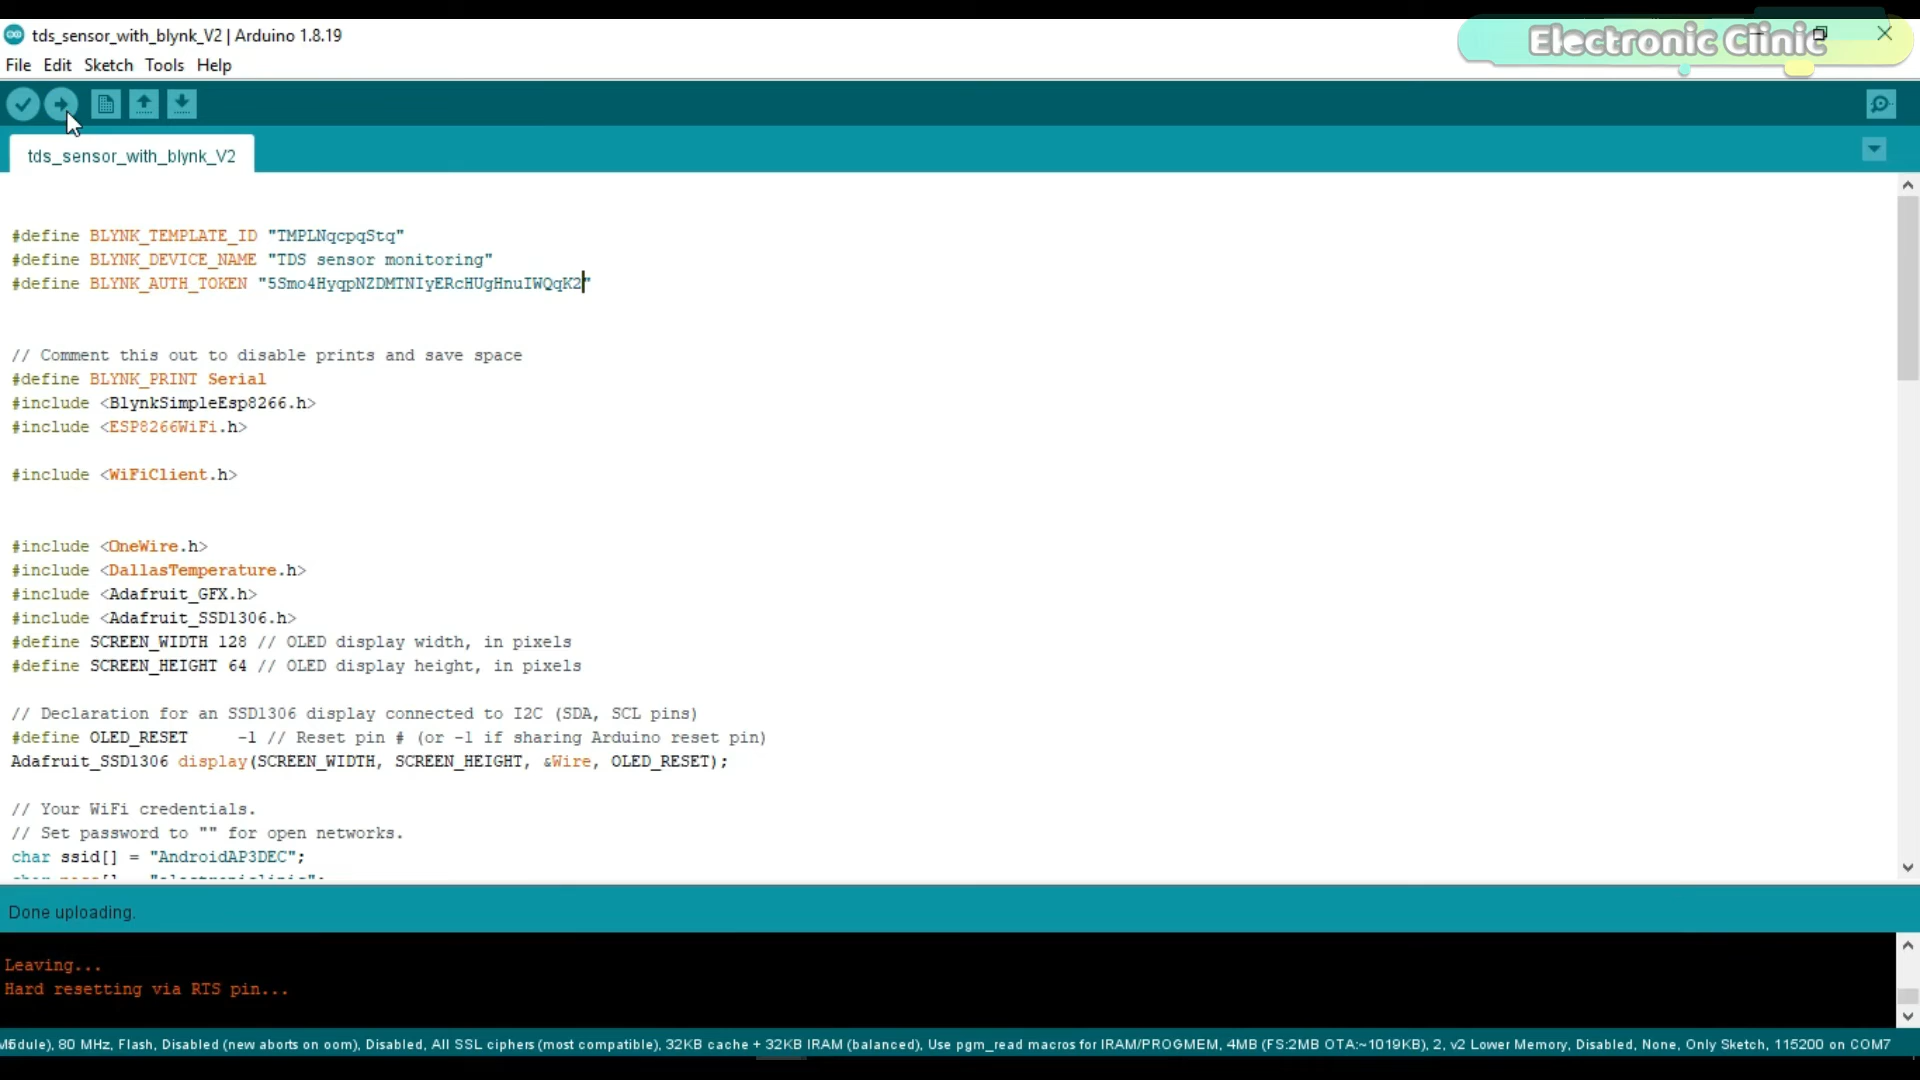 tds_sensor_with_blynk_V2 | Arduino 1.8.19
Electronic Clinic
File Edit Sketch Tools Help
tds_sensor_with_blynk_V2
#define BLYNK_TEMPLATE_ID "TMPLNqcpqStq"
#define BLYNK_DEVICE_NAME "TDS sensor monitoring"
#define BLYNK_AUTH_TOKEN "5Smo4HyqpNZDMTNIyERcHUgHnuIWQqK2"
// Comment this out to disable prints and save space
#define BLYNK_PRINT Serial
#include <BlynkSimpleEsp8266.h>
#include <ESP8266WiFi.h>
#include <WiFiClient.h>
#include <OneWire.h>
#include <DallasTemperature.h>
#include <Adafruit_GFX.h>
#include <Adafruit_SSD1306.h>
#define SCREEN_WIDTH 128 // OLED display width, in pixels
#define SCREEN_HEIGHT 64 // OLED display height, in pixels
// Declaration for an SSD1306 display connected to I2C (SDA, SCL pins)
#define OLED_RESET     -1 // Reset pin # (or -1 if sharing Arduino reset pin)
Adafruit_SSD1306 display(SCREEN_WIDTH, SCREEN_HEIGHT, &Wire, OLED_RESET);
// Your WiFi credentials.
// Set password to "" for open networks.
char ssid[] = "AndroidAP3DEC";
Done uploading.
Leaving...
Hard resetting via RTS pin...
80 MHz, Flash, Disabled (new aborts on oom), Disabled, All SSL ciphers (most compatible), 32KB cache + 32KB IRAM (balanced), Use pgm_read macros for IRAM/PROGMEM, 4MB (FS:2MB OTA:~1019KB), 2, v2 Lower Memory, Disabled, None, Only Sketch, 115200 on COM7